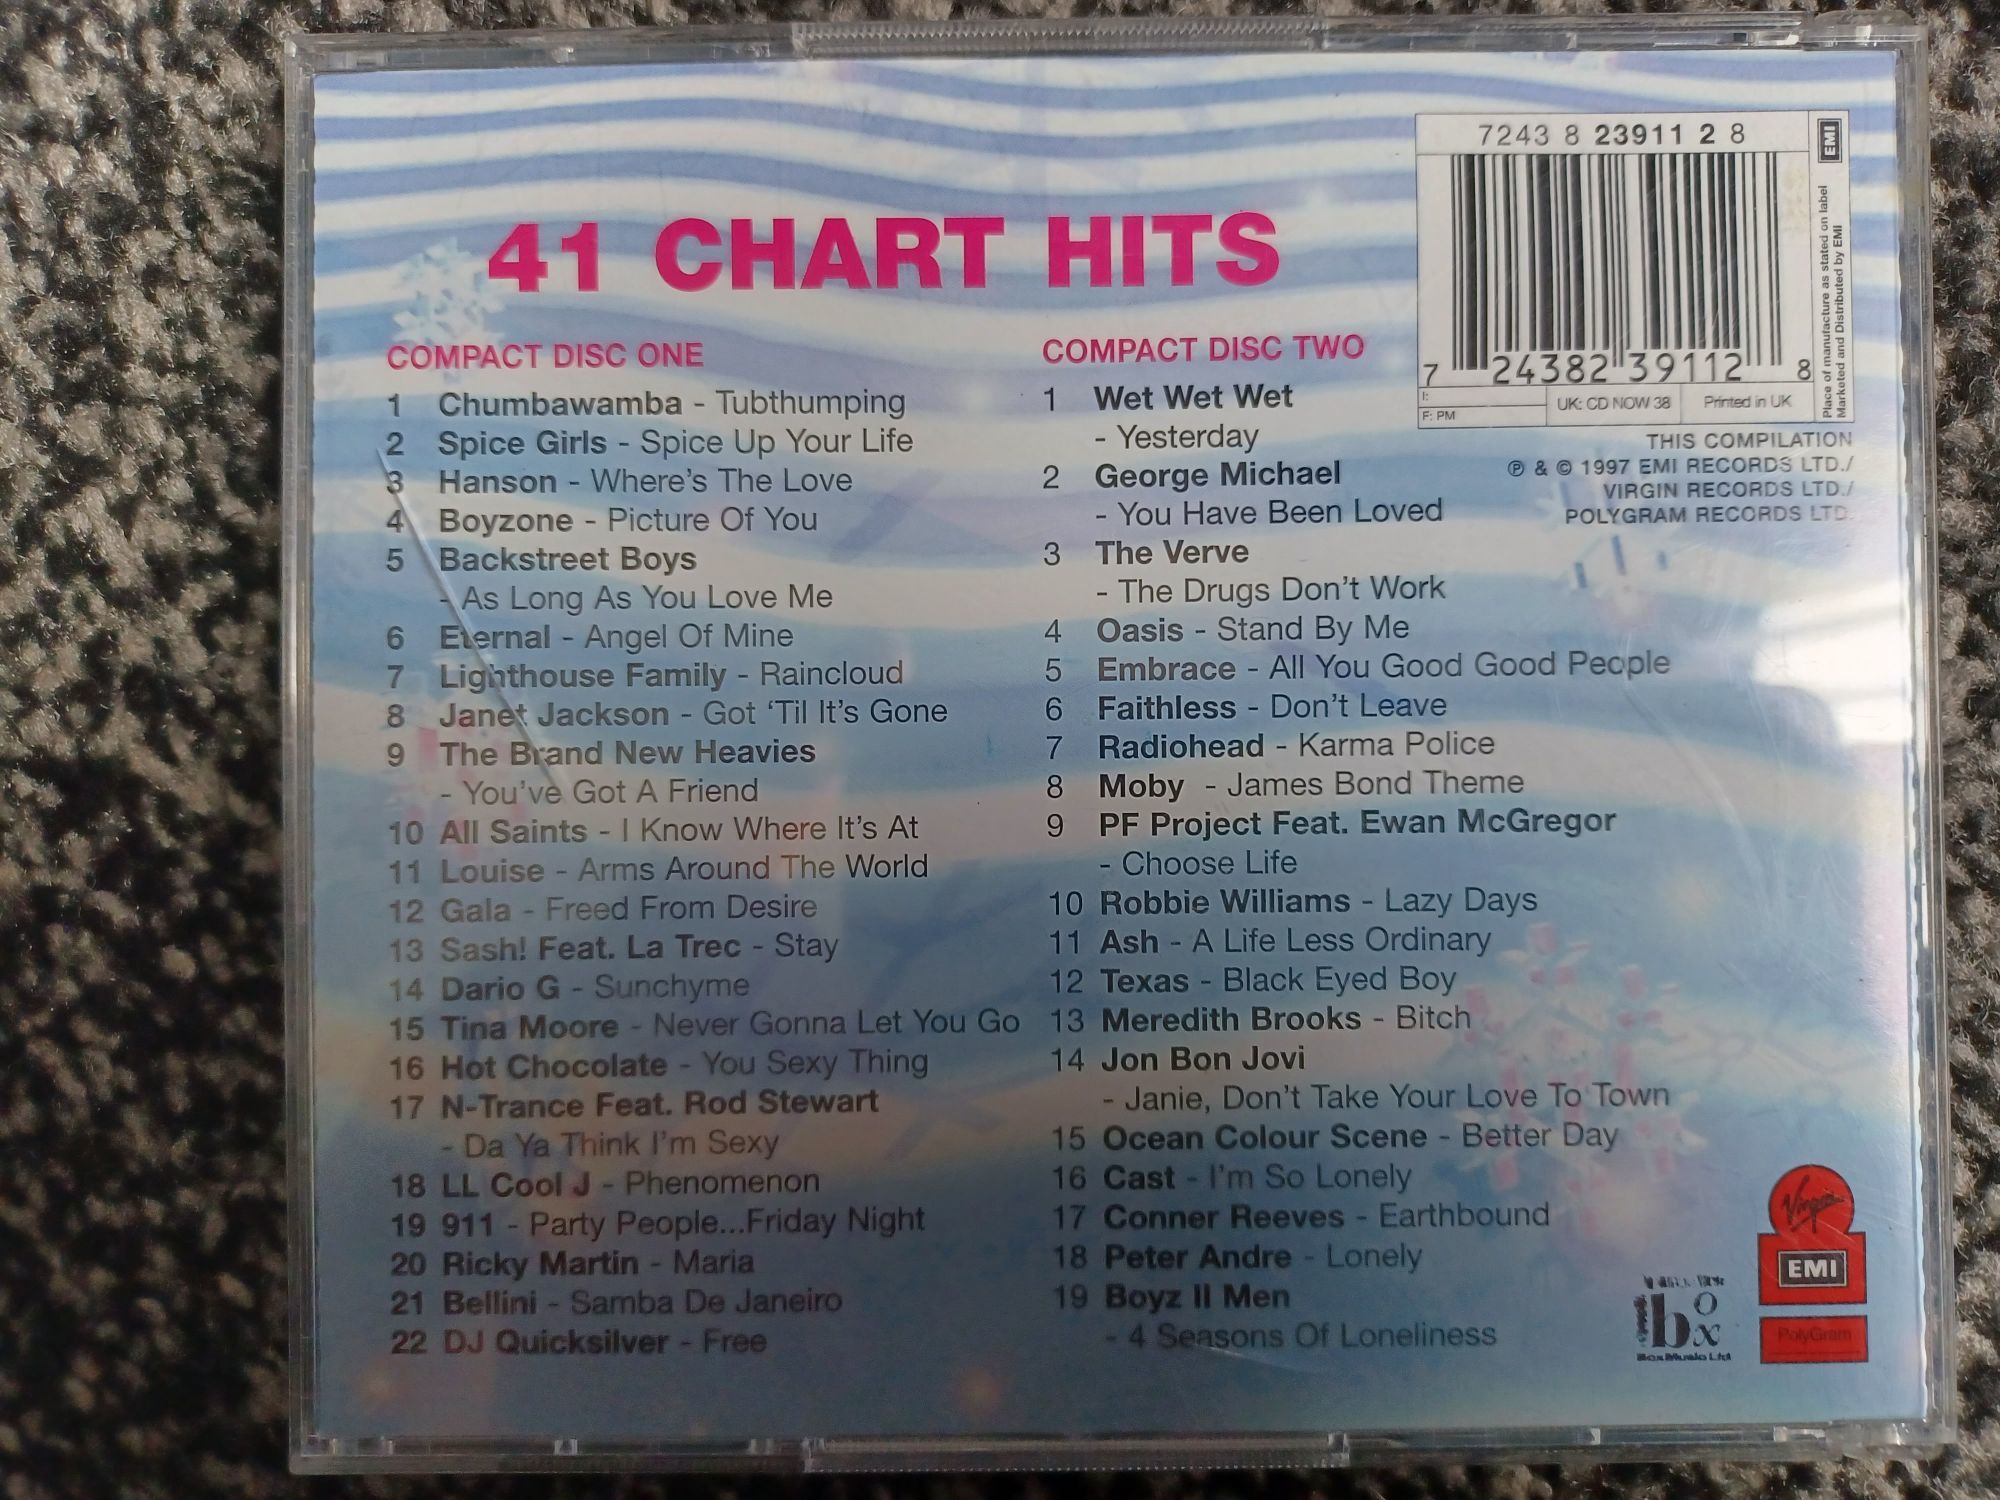 7243 8 23911 2 8
EMI
7 24382 39112 8
I:
F: PM
UK: CD NOW 38
Printed in UK
Place of manufacture as stated on label
Marketed and Distributed by EMI
THIS COMPILATION
℗ & © 1997 EMI RECORDS LTD./
VIRGIN RECORDS LTD./
POLYGRAM RECORDS LTD.
41 CHART HITS
COMPACT DISC ONE
1 Chumbawamba - Tubthumping
2 Spice Girls - Spice Up Your Life
3 Hanson - Where's The Love
4 Boyzone - Picture Of You
5 Backstreet Boys
- As Long As You Love Me
6 Eternal - Angel Of Mine
7 Lighthouse Family - Raincloud
8 Janet Jackson - Got 'Til It's Gone
9 The Brand New Heavies
- You've Got A Friend
10 All Saints - I Know Where It's At
11 Louise - Arms Around The World
12 Gala - Freed From Desire
13 Sash! Feat. La Trec - Stay
14 Dario G - Sunchyme
15 Tina Moore - Never Gonna Let You Go
16 Hot Chocolate - You Sexy Thing
17 N-Trance Feat. Rod Stewart
- Da Ya Think I'm Sexy
18 LL Cool J - Phenomenon
19 911 - Party People...Friday Night
20 Ricky Martin - Maria
21 Bellini - Samba De Janeiro
22 DJ Quicksilver - Free
COMPACT DISC TWO
1 Wet Wet Wet
- Yesterday
2 George Michael
- You Have Been Loved
3 The Verve
- The Drugs Don't Work
4 Oasis - Stand By Me
5 Embrace - All You Good Good People
6 Faithless - Don't Leave
7 Radiohead - Karma Police
8 Moby - James Bond Theme
9 PF Project Feat. Ewan McGregor
- Choose Life
10 Robbie Williams - Lazy Days
11 Ash - A Life Less Ordinary
12 Texas - Black Eyed Boy
13 Meredith Brooks - Bitch
14 Jon Bon Jovi
- Janie, Don't Take Your Love To Town
15 Ocean Colour Scene - Better Day
16 Cast - I'm So Lonely
17 Conner Reeves - Earthbound
18 Peter Andre - Lonely
19 Boyz II Men
- 4 Seasons Of Loneliness
box
Box Music Ltd
Virgin
EMI
PolyGram